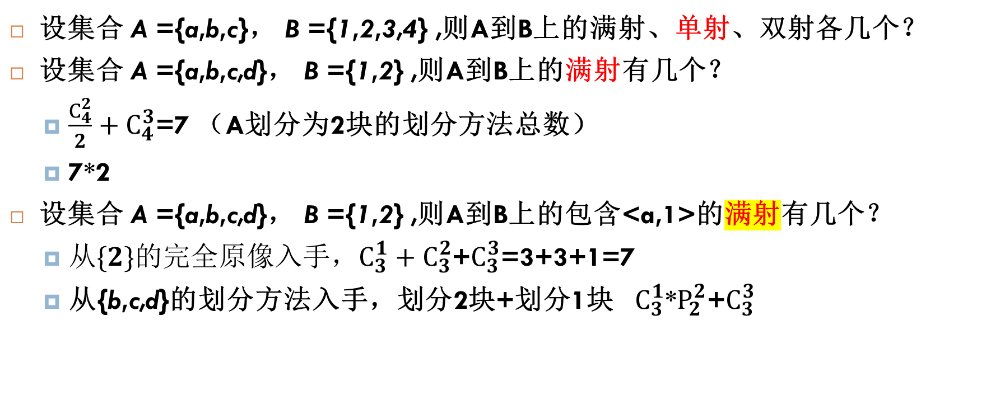 设集合 A ={a,b,c}， B ={1,2,3,4} ,则A到B上的满射、单射、双射各几个？
设集合 A ={a,b,c,d}， B ={1,2} ,则A到B上的满射有几个？
$\frac{C_4^2}{2} + C_4^3$=7 （A划分为2块的划分方法总数）
7*2
设集合 A ={a,b,c,d}， B ={1,2} ,则A到B上的包含<a,1>的满射有几个？
从{2}的完全原像入手，$C_3^1 + C_3^2$+$C_3^3$=3+3+1=7
从{b,c,d}的划分方法入手，划分2块+划分1块 $C_3^1$*$P_2^2$+$C_3^3$